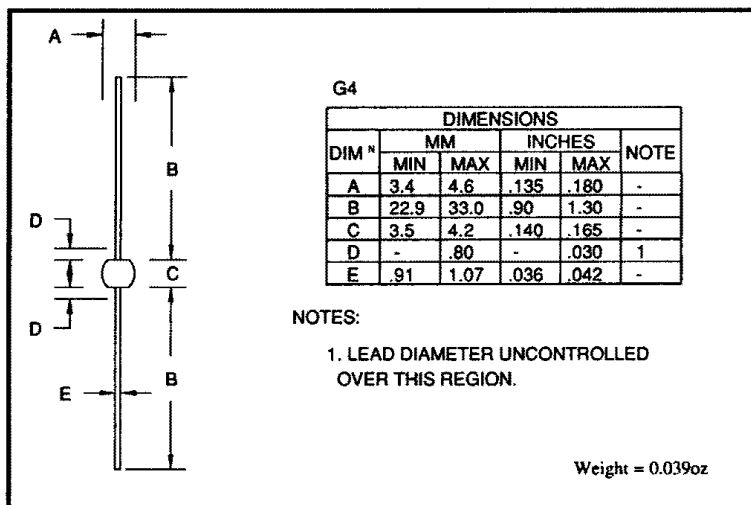 A
G4
DIMENSIONS
DIM N MM INCHES NOTE
MIN MAX MIN MAX
A 3.4 4.6 .135 .180 -
B 22.9 33.0 .90 1.30 -
C 3.5 4.2 .140 .165 -
D - .80 - .030 1
E .91 1.07 .036 .042 -
B
D
C
D
E
B
NOTES:
1. LEAD DIAMETER UNCONTROLLED
OVER THIS REGION.
Weight = 0.039oz